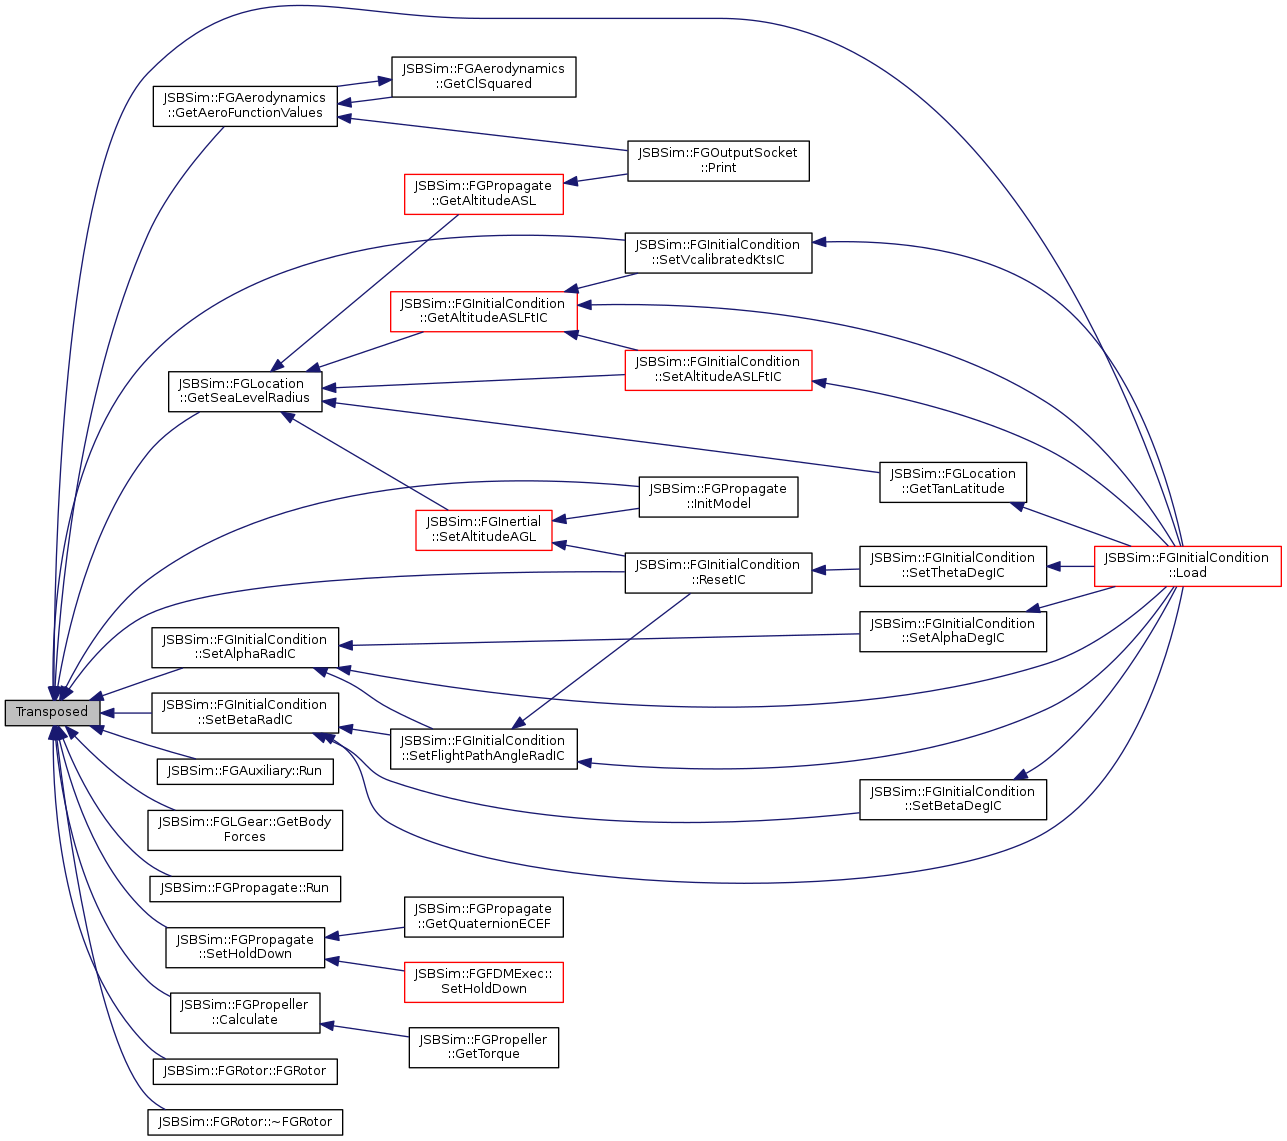 JSBSim::FGAerodynamics
::GetClSquared
JSBSim::FGAerodynamics
::GetAeroFunctionValues
JSBSim::FGOutputSocket
::Print
JSBSim::FGPropagate
::GetAltitudeASL
JSBSim::FGInitialCondition
::SetVcalibratedKtsIC
JSBSim::FGInitialCondition
::GetAltitudeASLFtIC
JSBSim::FGInitialCondition
::SetAltitudeASLFtIC
JSBSim::FGLocation
::GetSeaLevelRadius
JSBSim::FGLocation
::GetTanLatitude
JSBSim::FGPropagate
::InitModel
JSBSim::FGInertial
::SetAltitudeAGL
JSBSim::FGInitialCondition
::ResetIC
JSBSim::FGInitialCondition
::SetThetaDegIC
JSBSim::FGInitialCondition
::Load
JSBSim::FGInitialCondition
::SetAlphaDegIC
JSBSim::FGInitialCondition
::SetAlphaRadIC
Transposed
JSBSim::FGInitialCondition
::SetBetaRadIC
JSBSim::FGInitialCondition
::SetFlightPathAngleRadIC
JSBSim::FGAuxiliary::Run
JSBSim::FGInitialCondition
::SetBetaDegIC
JSBSim::FGLGear::GetBody
Forces
JSBSim::FGPropagate::Run
JSBSim::FGPropagate
::GetQuaternionECEF
JSBSim::FGPropagate
::SetHoldDown
JSBSim::FGFDMExec::
SetHoldDown
JSBSim::FGPropeller
::Calculate
JSBSim::FGPropeller
::GetTorque
JSBSim::FGRotor::FGRotor
JSBSim::FGRotor::~FGRotor